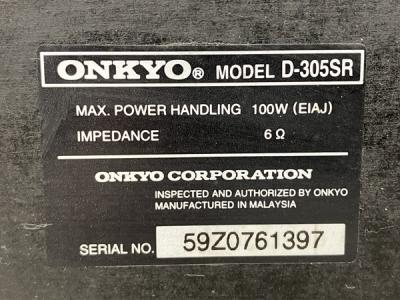 ONKYO® MODEL D-305SR
MAX. POWER HANDLING 100W (EIAJ)
IMPEDANCE 6 Ω
ONKYO CORPORATION
INSPECTED AND AUTHORIZED BY ONKYO
MANUFACTURED IN MALAYSIA
SERIAL NO. 59Z0761397